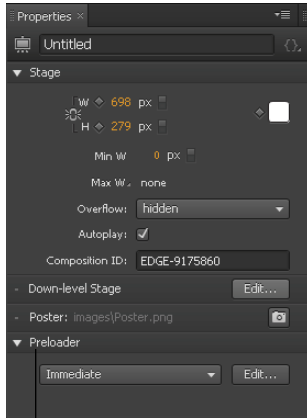 Properties ×
Untitled
Stage
W 698 px
H 279 px
Min W 0 px
Max W none
Overflow: hidden
Autoplay:
Composition ID: EDGE-9175860
Down-level Stage Edit...
Poster: images\Poster.png
Preloader
Immediate Edit...